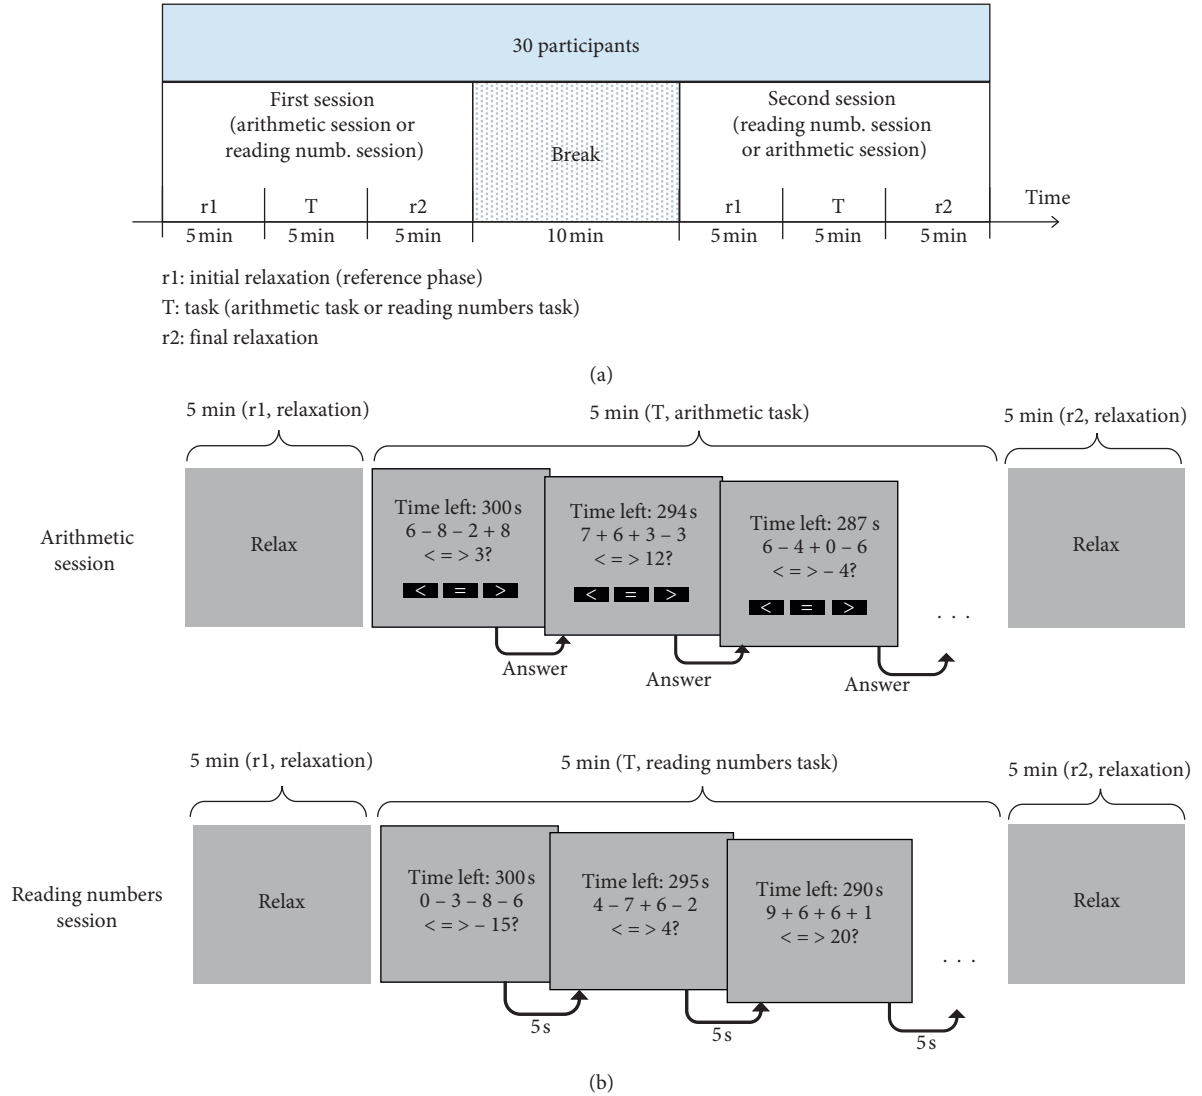 30 participants
First session
(arithmetic session or
reading numb. session)
Break
Second session
(reading numb. session
or arithmetic session)
r1
T
r2
r1
T
r2
Time
5 min
5 min
5 min
10 min
5 min
5 min
5 min
r1: initial relaxation (reference phase)
T: task (arithmetic task or reading numbers task)
r2: final relaxation
(a)
5 min (r1, relaxation)
5 min (T, arithmetic task)
5 min (r2, relaxation)
Arithmetic
session
Relax
Time left: 300 s
6 – 8 – 2 + 8
< = > 3?
< = >
Answer
Time left: 294 s
7 + 6 + 3 – 3
< = > 12?
< = >
Answer
Time left: 287 s
6 – 4 + 0 – 6
< = > – 4?
< = >
Answer
. . .
Relax
5 min (r1, relaxation)
5 min (T, reading numbers task)
5 min (r2, relaxation)
Reading numbers
session
Relax
Time left: 300 s
0 – 3 – 8 – 6
< = > – 15?
5 s
Time left: 295 s
4 – 7 + 6 – 2
< = > 4?
5 s
Time left: 290 s
9 + 6 + 6 + 1
< = > 20?
5 s
. . .
Relax
(b)